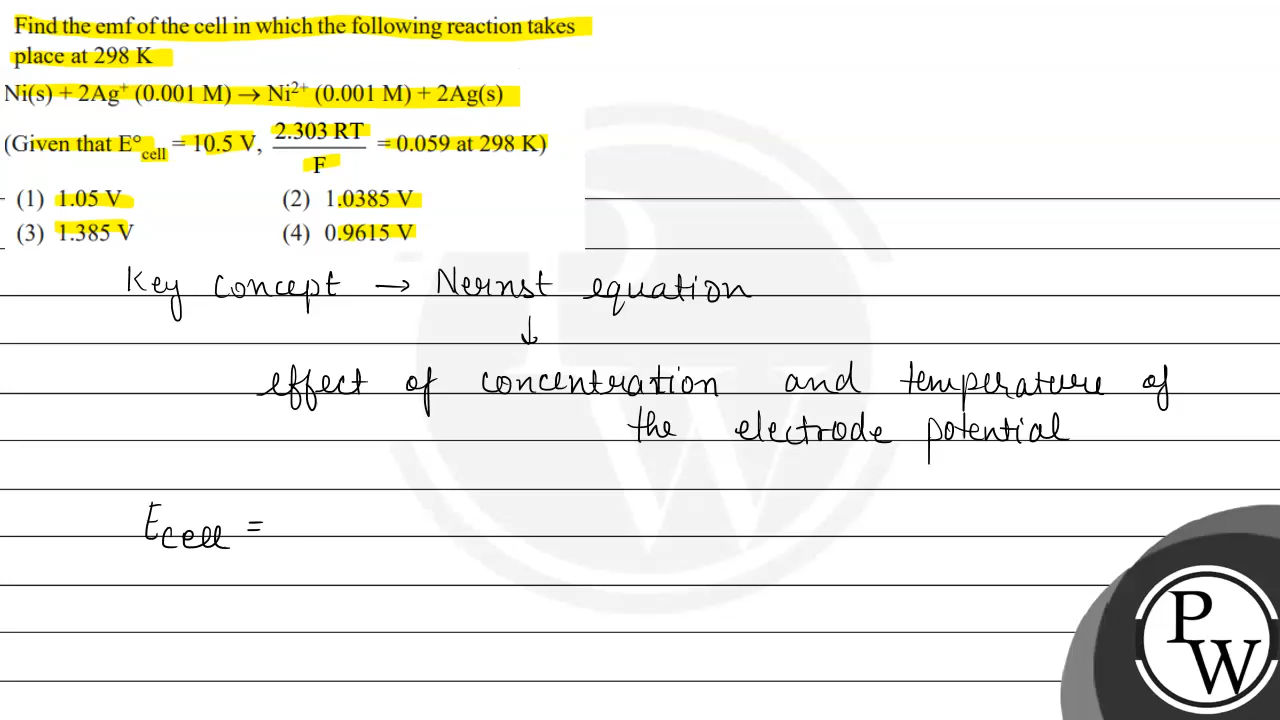 Find the emf of the cell in which the following reaction takes
place at 298 K
Ni(s) + 2Ag⁺ (0.001 M) → Ni²⁺ (0.001 M) + 2Ag(s)
(Given that E°cell = 10.5 V, 2.303 RT / F = 0.059 at 298 K)
(1) 1.05 V (2) 1.0385 V
(3) 1.385 V (4) 0.9615 V
Key concept → Nernst equation
↓
effect of concentration and temperature of
the electrode potential
Ecell =
PW